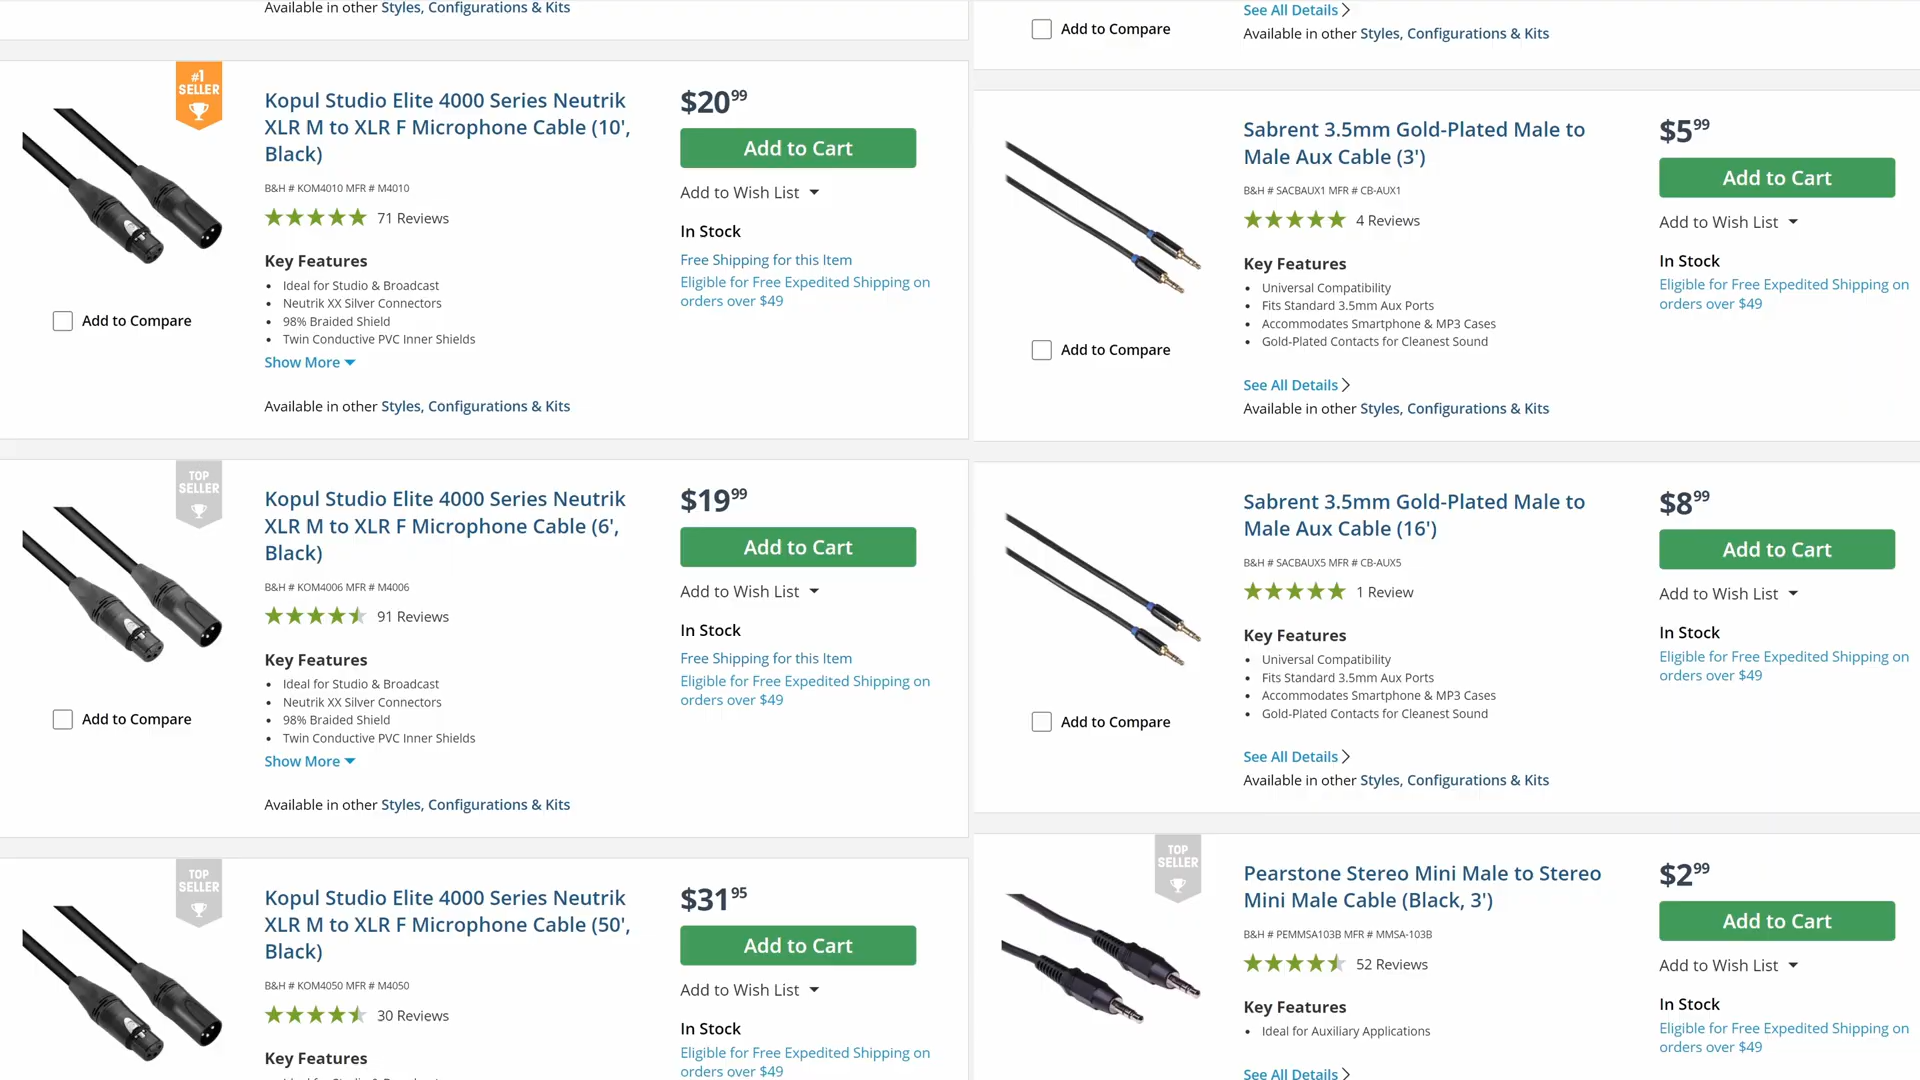 Available in other Styles, Configurations & Kits
#1
SELLER
Kopul Studio Elite 4000 Series Neutrik
XLR M to XLR F Microphone Cable (10',
Black)
B&H # KOM4010 MFR # M4010
71 Reviews
Key Features
Ideal for Studio & Broadcast
Neutrik XX Silver Connectors
98% Braided Shield
Twin Conductive PVC Inner Shields
Show More
Available in other Styles, Configurations & Kits
Add to Compare
$20.99
Add to Cart
Add to Wish List
In Stock
Free Shipping for this Item
Eligible for Free Expedited Shipping on
orders over $49
TOP
SELLER
Kopul Studio Elite 4000 Series Neutrik
XLR M to XLR F Microphone Cable (6',
Black)
B&H # KOM4006 MFR # M4006
91 Reviews
Key Features
Ideal for Studio & Broadcast
Neutrik XX Silver Connectors
98% Braided Shield
Twin Conductive PVC Inner Shields
Show More
Available in other Styles, Configurations & Kits
Add to Compare
$19.99
Add to Cart
Add to Wish List
In Stock
Free Shipping for this Item
Eligible for Free Expedited Shipping on
orders over $49
TOP
SELLER
Kopul Studio Elite 4000 Series Neutrik
XLR M to XLR F Microphone Cable (50',
Black)
B&H # KOM4050 MFR # M4050
30 Reviews
Key Features
$31.95
Add to Cart
Add to Wish List
In Stock
Eligible for Free Expedited Shipping on
orders over $49
See All Details
Add to Compare
Available in other Styles, Configurations & Kits
Sabrent 3.5mm Gold-Plated Male to
Male Aux Cable (3')
B&H # SACBAUX1 MFR # CB-AUX1
4 Reviews
Key Features
Universal Compatibility
Fits Standard 3.5mm Aux Ports
Accommodates Smartphone & MP3 Cases
Gold-Plated Contacts for Cleanest Sound
See All Details
Available in other Styles, Configurations & Kits
Add to Compare
$5.99
Add to Cart
Add to Wish List
In Stock
Eligible for Free Expedited Shipping on
orders over $49
Sabrent 3.5mm Gold-Plated Male to
Male Aux Cable (16')
B&H # SACBAUX5 MFR # CB-AUX5
1 Review
Key Features
Universal Compatibility
Fits Standard 3.5mm Aux Ports
Accommodates Smartphone & MP3 Cases
Gold-Plated Contacts for Cleanest Sound
See All Details
Available in other Styles, Configurations & Kits
Add to Compare
$8.99
Add to Cart
Add to Wish List
In Stock
Eligible for Free Expedited Shipping on
orders over $49
TOP
SELLER
Pearstone Stereo Mini Male to Stereo
Mini Male Cable (Black, 3')
B&H # PEMMSA103B MFR # MMSA-103B
52 Reviews
Key Features
Ideal for Auxiliary Applications
See All Details
$2.99
Add to Cart
Add to Wish List
In Stock
Eligible for Free Expedited Shipping on
orders over $49